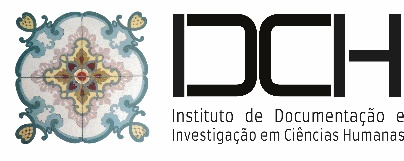 IDCH
Instituto de Documentação e
Investigação em Ciências Humanas